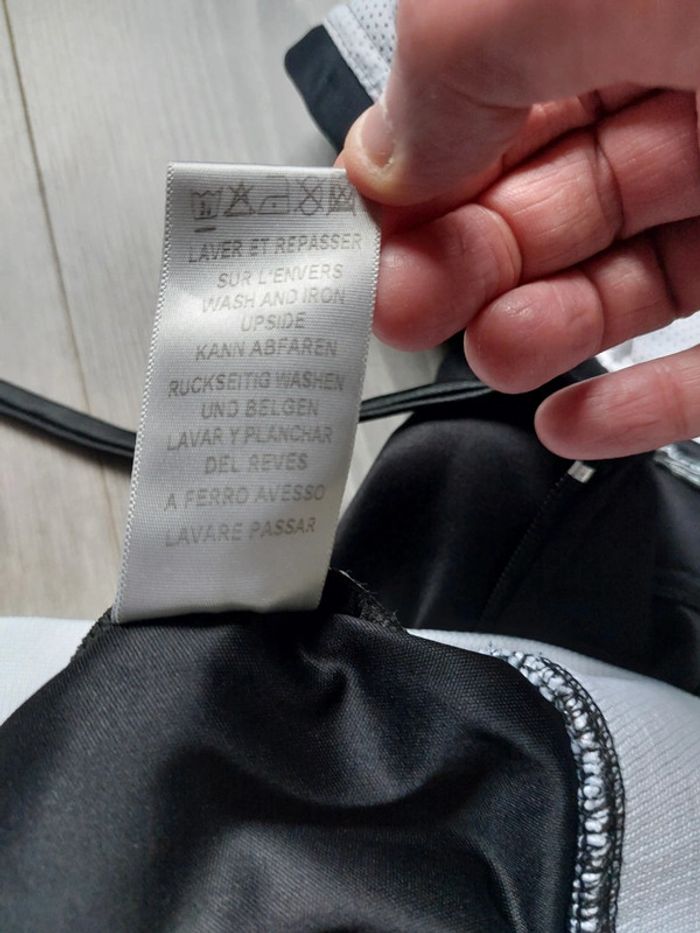 LAVER ET REPASSER
SUR L'ENVERS
WASH AND IRON
UPSIDE
KANN ABFAREN
RUCKSEITIG WASHEN
UND BELGEN
LAVAR Y PLANCHAR
DEL REVES
A FERRO AVESSO
LAVARE PASSAR